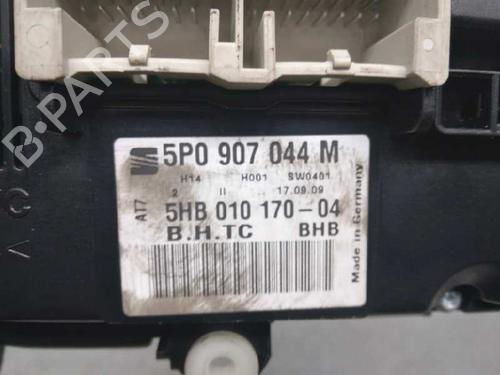 B-PARTS
5P0 907 044 M
H14 H001 SW0401
2 II 17.09.09
AT7
5HB 010 170-04
B.H.TC BHB
Made in Germany